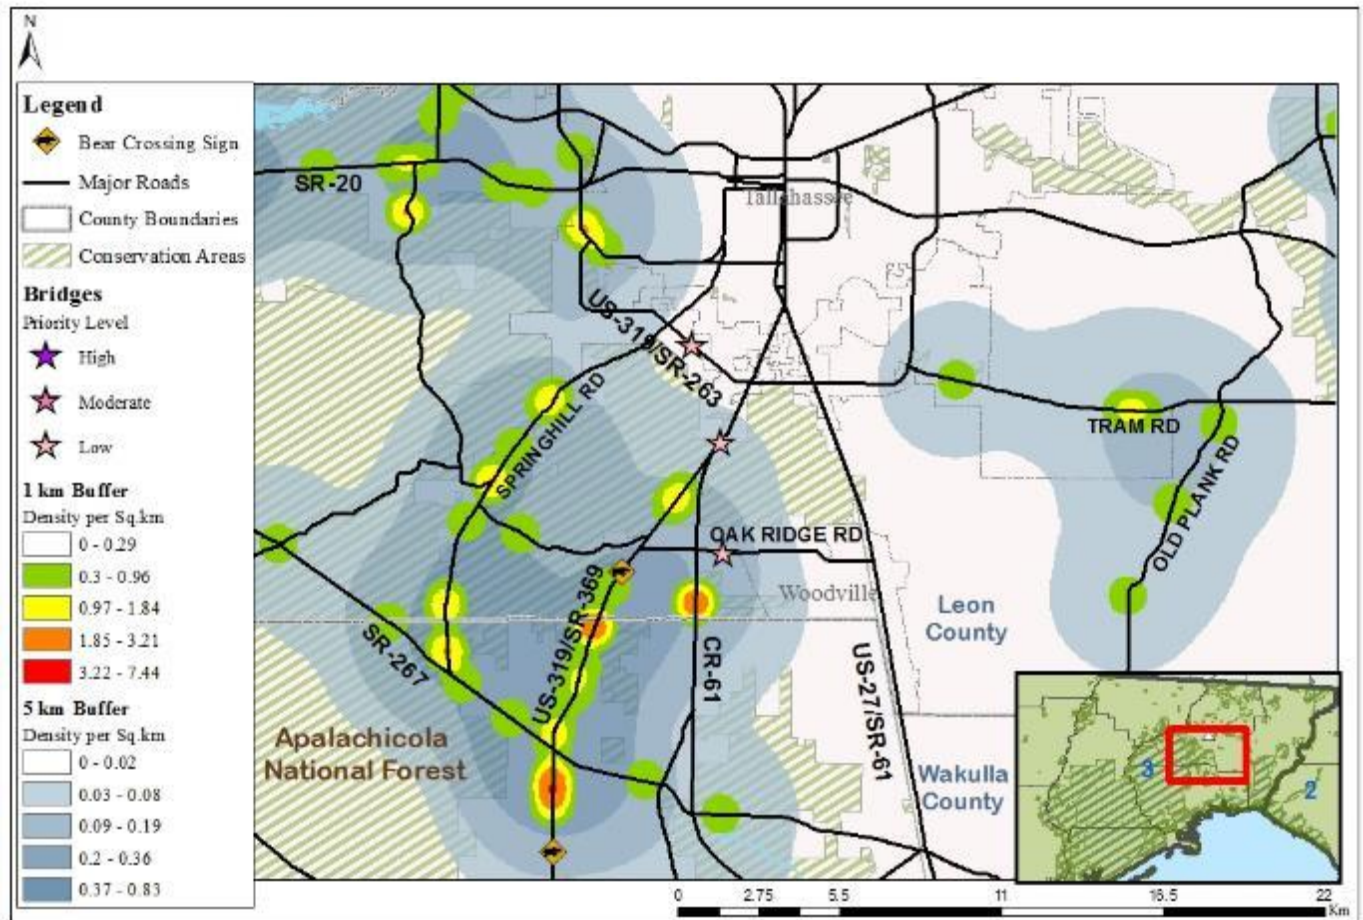 N
Legend
Bear Crossing Sign
Major Roads
County Boundaries
Conservation Areas
Bridges
Priority Level
High
Moderate
Low
1 km Buffer
Density per Sq.km
0 - 0.29
0.3 - 0.96
0.97 - 1.84
1.85 - 3.21
3.22 - 7.44
5 km Buffer
Density per Sq.km
0 - 0.02
0.03 - 0.08
0.09 - 0.19
0.2 - 0.36
0.37 - 0.83
SR-20
Tallahassee
US-319/SR-263
SPRINGHILL RD
TRAM RD
OLD PLANK RD
OAK RIDGE RD
Woodville
Leon
County
US-319/SR-369
SR-267
CR-61
US-27/SR-61
Apalachicola
National Forest
Wakulla
County
3
2
0 2.75 5.5 11 16.5 22
Km